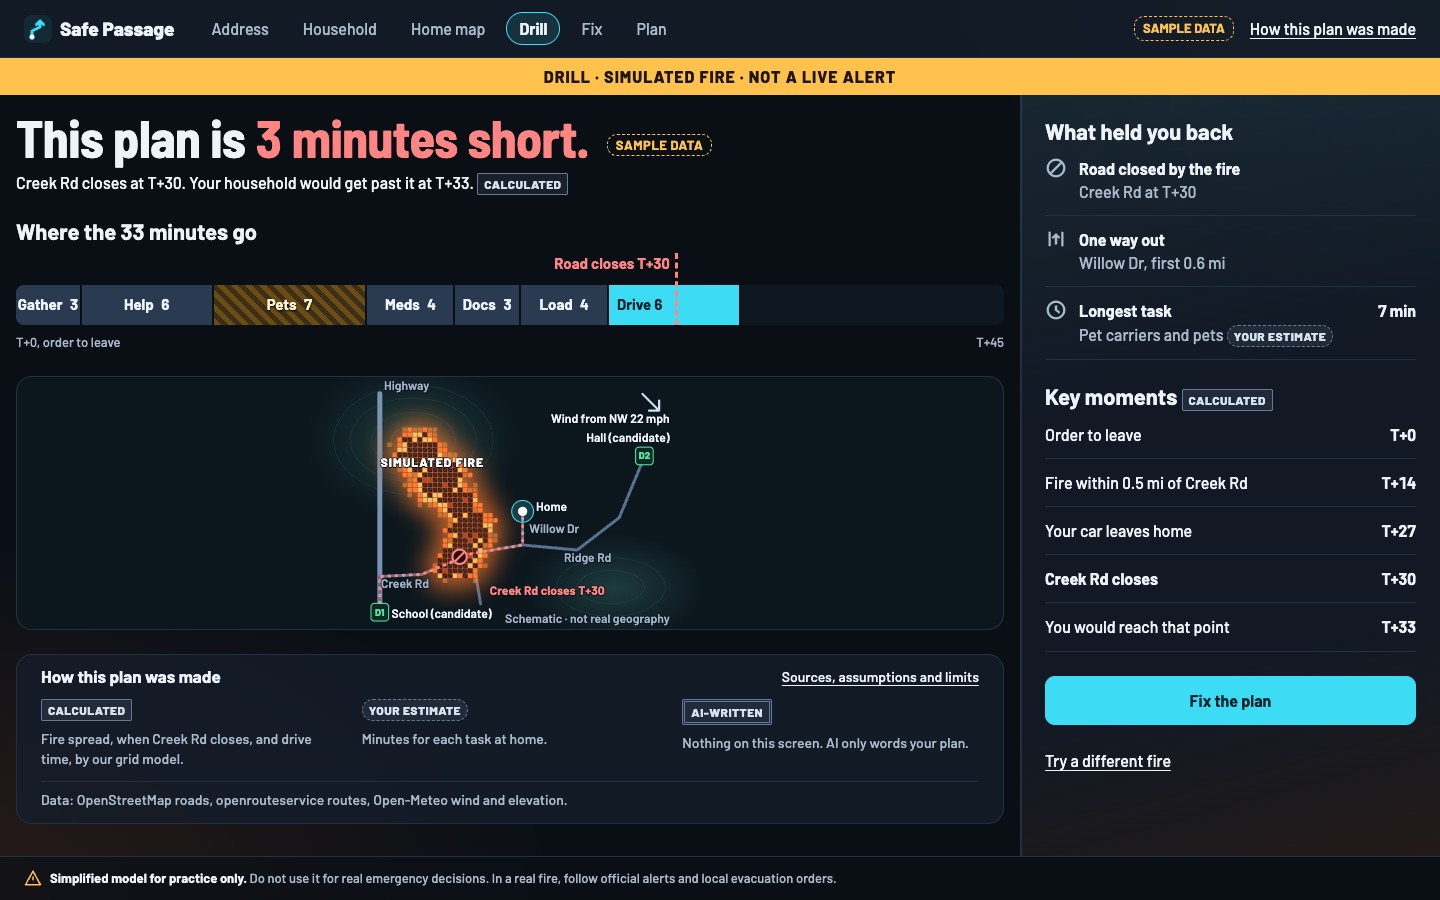 Safe Passage
Address
Household
Home map
Drill
Fix
Plan
SAMPLE DATA
How this plan was made
DRILL · SIMULATED FIRE · NOT A LIVE ALERT
This plan is 3 minutes short.
SAMPLE DATA
Creek Rd closes at T+30. Your household would get past it at T+33. CALCULATED
Where the 33 minutes go
Road closes T+30
Gather 3
Help 6
Pets 7
Meds 4
Docs 3
Load 4
Drive 6
T+0, order to leave
T+45
Highway
Wind from NW 22 mph
Hall (candidate)
D2
SIMULATED FIRE
Home
Willow Dr
Ridge Rd
Creek Rd
Creek Rd closes T+30
D1
School (candidate)
Schematic · not real geography
How this plan was made
Sources, assumptions and limits
CALCULATED
Fire spread, when Creek Rd closes, and drive
time, by our grid model.
YOUR ESTIMATE
Minutes for each task at home.
AI-WRITTEN
Nothing on this screen. AI only words your plan.
Data: OpenStreetMap roads, openrouteservice routes, Open-Meteo wind and elevation.
What held you back
Road closed by the fire
Creek Rd at T+30
One way out
Willow Dr, first 0.6 mi
Longest task 7 min
Pet carriers and pets YOUR ESTIMATE
Key moments CALCULATED
Order to leave T+0
Fire within 0.5 mi of Creek Rd T+14
Your car leaves home T+27
Creek Rd closes T+30
You would reach that point T+33
Fix the plan
Try a different fire
Simplified model for practice only. Do not use it for real emergency decisions. In a real fire, follow official alerts and local evacuation orders.